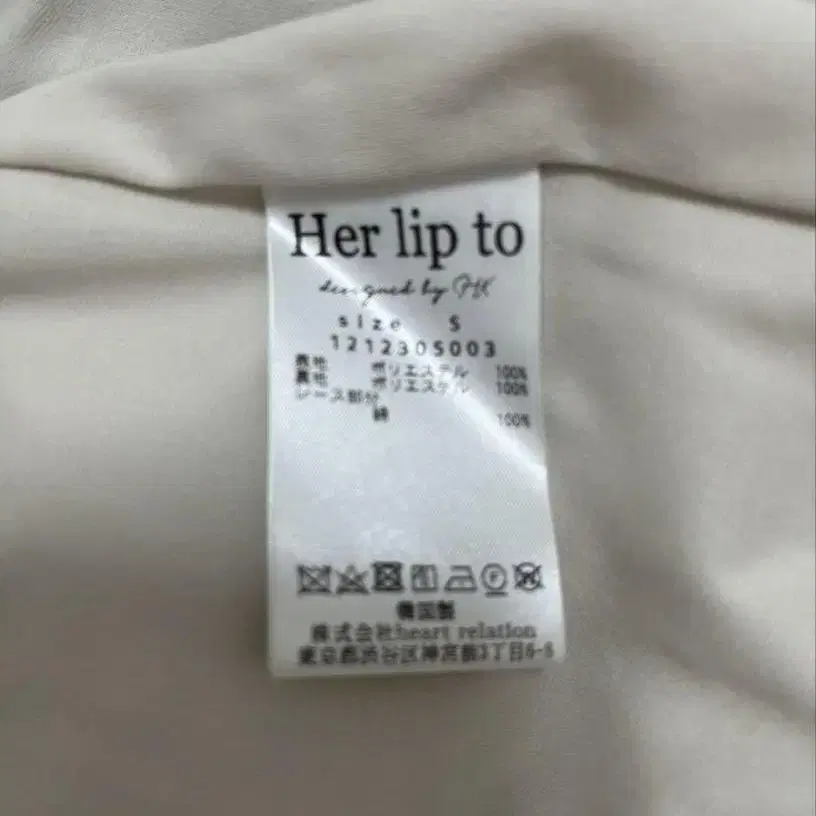 Her lip to
designed by HK
size S
1212305003
表地 ポリエステル 100%
裏地 ポリエステル 100%
レース部分
綿 100%
韓国製
株式会社heart relation
東京都渋谷区神宮前3丁目6-6